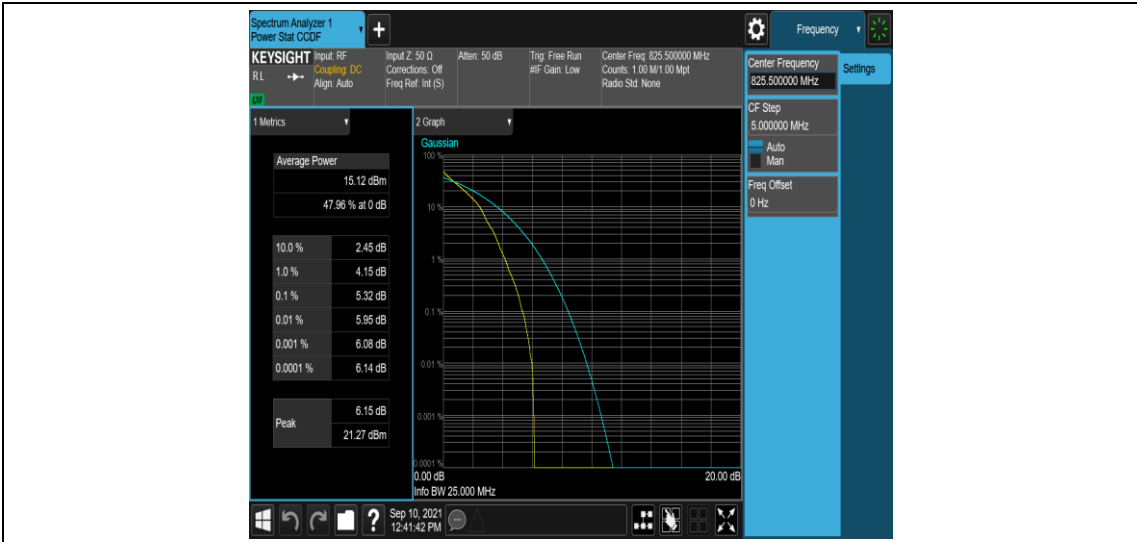 Spectrum Analyzer 1
Power Stat CCDF
+
Frequency
KEYSIGHT
Input: RF
Coupling: DC
Align: Auto
Input Z: 50 Ω
Corrections: Off
Freq Ref: Int (S)
Atten: 50 dB
Trig: Free Run
#IF Gain: Low
Center Freq: 825.500000 MHz
Counts: 1.00 M/1.00 Mpt
Radio Std: None
R L
LXI
Center Frequency
825.500000 MHz
Settings
CF Step
5.000000 MHz
Auto
Man
Freq Offset
0 Hz
1 Metrics
Average Power
15.12 dBm
47.96 % at 0 dB
10.0 % 2.45 dB
1.0 % 4.15 dB
0.1 % 5.32 dB
0.01 % 5.95 dB
0.001 % 6.08 dB
0.0001 % 6.14 dB
Peak
6.15 dB
21.27 dBm
2 Graph
Gaussian
100 %
10 %
1 %
0.1 %
0.01 %
0.001 %
0.0001 %
0.00 dB 20.00 dB
Info BW 25.000 MHz
?
Sep 10, 2021
12:41:42 PM